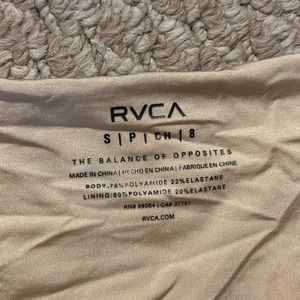 RVCA
S | P | CH | 8
THE BALANCE OF OPPOSITES
MADE IN CHINA | HECHO EN CHINA | FABRIQUÉ EN CHINE
BODY: 78% POLYAMIDE 22% ELASTANE
LINING: 80% POLYAMIDE 20% ELASTANE
RN# 99064 | CA# 37757
RVCA.COM